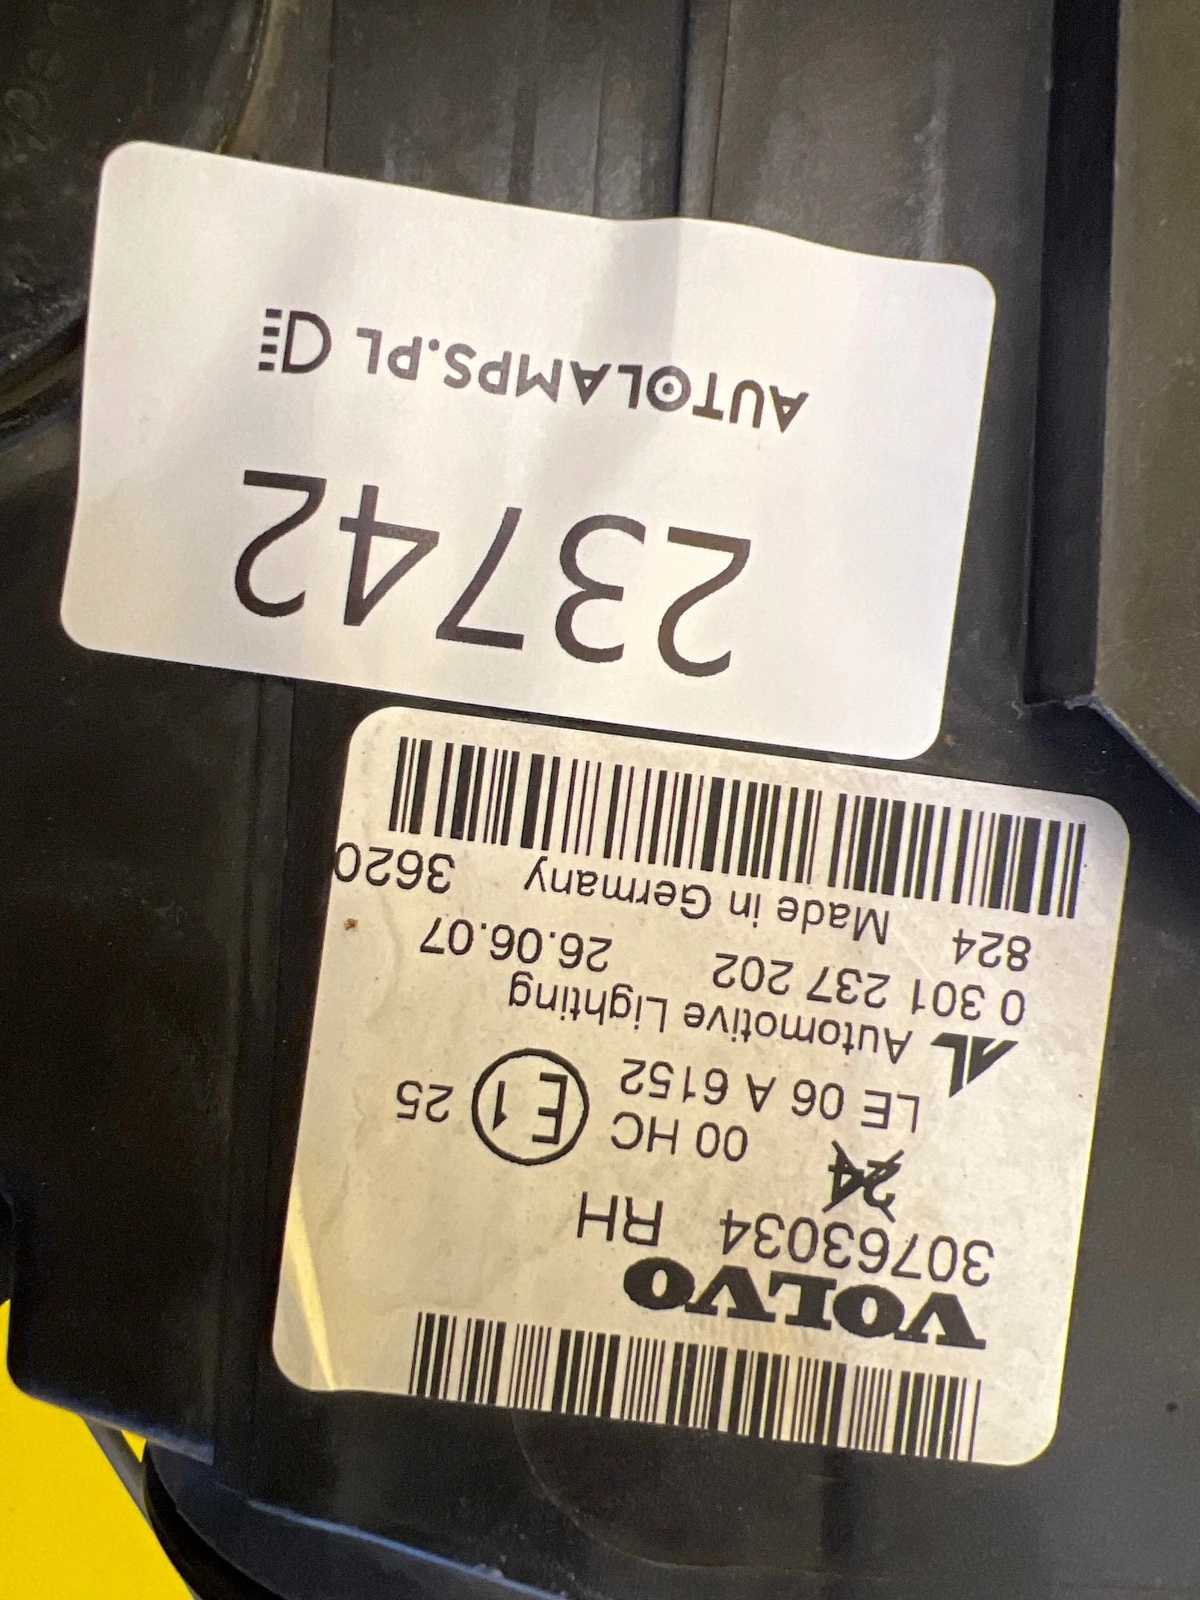 VOLVO
30763034 RH
24
00 HC E1 25
LE 06 A 6152
AL Automotive Lighting
0 301 237 202 26.06.07
824 Made in Germany 3620
23742
AUTOLAMPS.PL